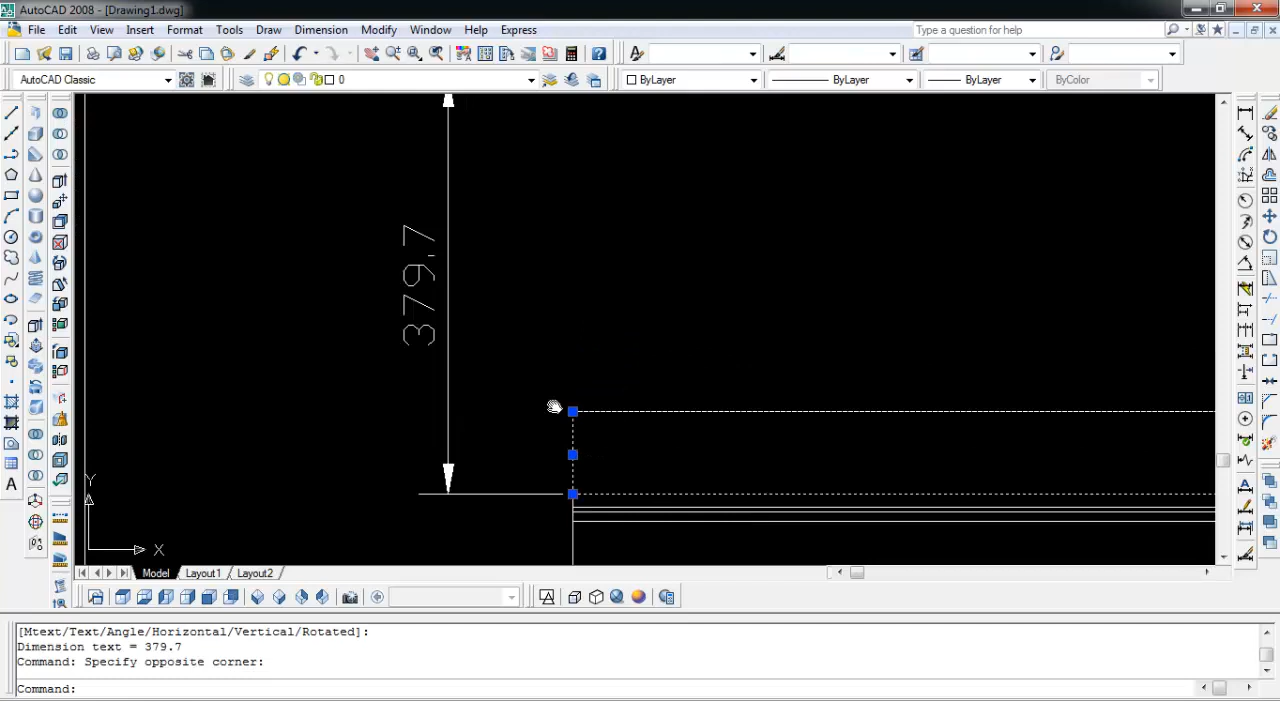 AutoCAD 2008 - [Drawing1.dwg]
File Edit View Insert Format Tools Draw Dimension Modify Window Help Express
Type a question for help
AutoCAD Classic
0
ByLayer
ByLayer
ByLayer
ByColor
379,7
Y
X
A
Model Layout1 Layout2
[Mtext/Text/Angle/Horizontal/Vertical/Rotated]:
Dimension text = 379.7
Command: Specify opposite corner:
Command: